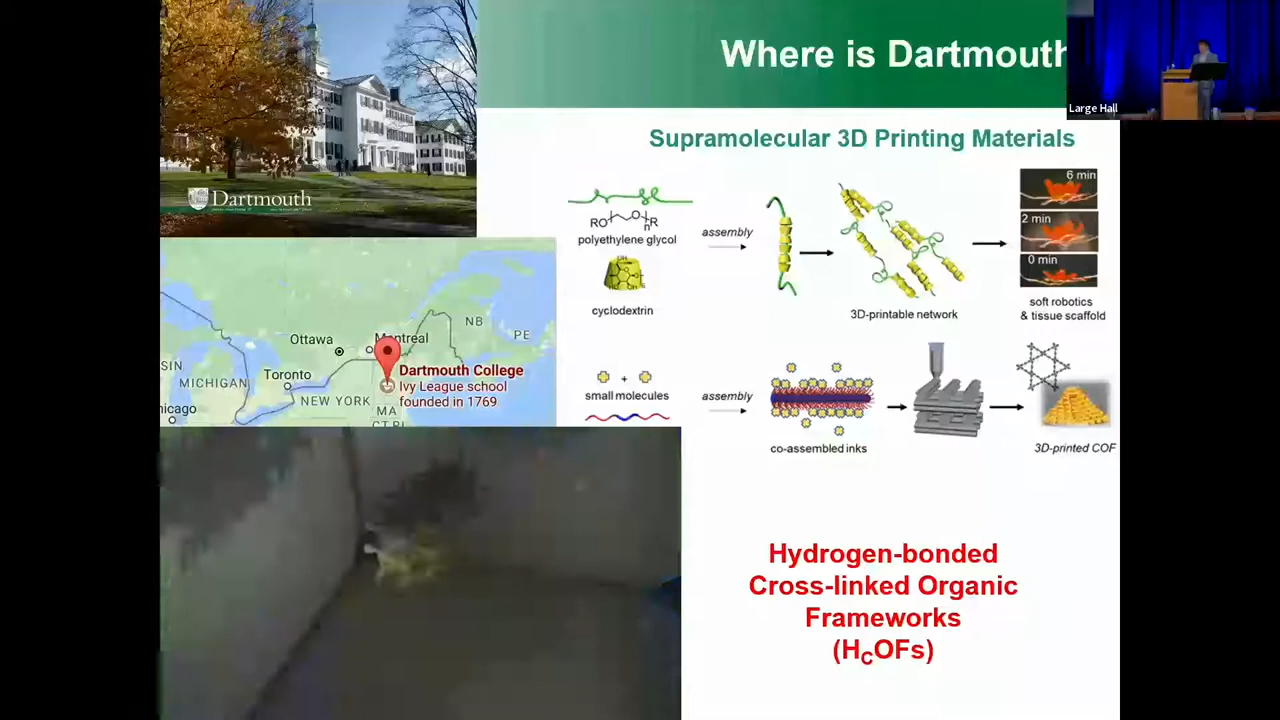 Where is Dartmouth
Large Hall
Supramolecular 3D Printing Materials
Dartmouth
RO
O
R
n
polyethylene glycol
cyclodextrin
assembly
3D-printable network
6 min
2 min
0 min
soft robotics
& tissue scaffold
Ottawa
Montreal
NB
PE
SIN
MICHIGAN
Toronto
NEW YORK
MA
CT RI
hicago
Dartmouth College
Ivy League school
founded in 1769
+
small molecules
assembly
co-assembled inks
3D-printed COF
Hydrogen-bonded
Cross-linked Organic
Frameworks
(HCOFs)